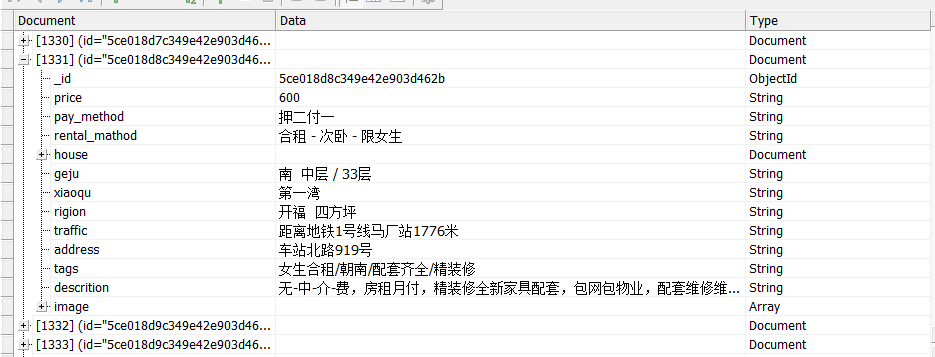 Document Data Type
[1330] (id="5ce018d7c349e42e903d46... Document
[1331] (id="5ce018d8c349e42e903d46... Document
_id 5ce018d8c349e42e903d462b ObjectId
price 600 String
pay_method 押二付一 String
rental_mathod 合租 - 次卧 - 限女生 String
house Document
geju 南 中层 / 33层 String
xiaoqu 第一湾 String
rigion 开福 四方坪 String
traffic 距离地铁1号线马厂站1776米 String
address 车站北路919号 String
tags 女生合租/朝南/配套齐全/精装修 String
descrition 无-中-介-费，房租月付，精装修全新家具配套，包网包物业，配套维修维... String
image Array
[1332] (id="5ce018d9c349e42e903d46... Document
[1333] (id="5ce018d9c349e42e903d46... Document